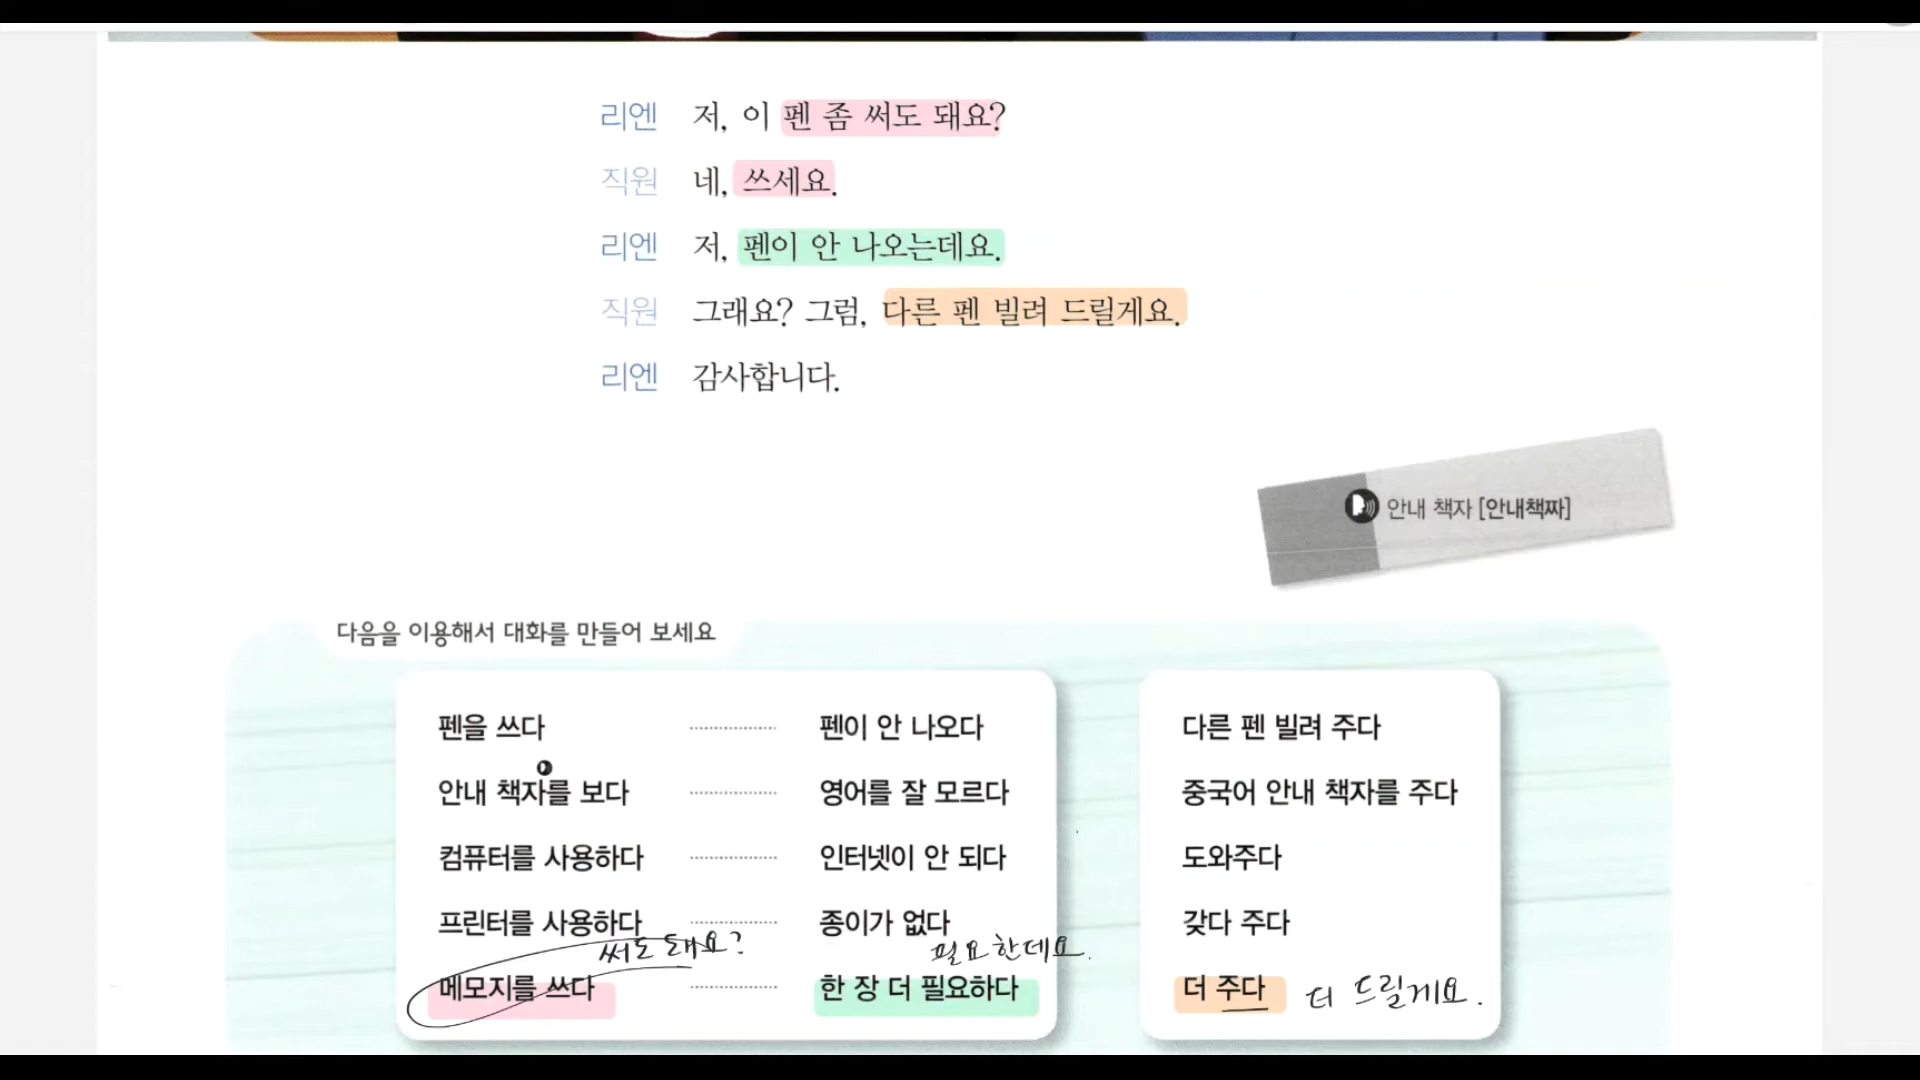 리엔 저, 이 펜 좀 써도 돼요?
직원 네, 쓰세요.
리엔 저, 펜이 안 나오는데요.
직원 그래요? 그럼, 다른 펜 빌려 드릴게요.
리엔 감사합니다.
안내 책자 [안내책짜]
다음을 이용해서 대화를 만들어 보세요
펜을 쓰다 펜이 안 나오다 다른 펜 빌려 주다
안내 책자를 보다 영어를 잘 모르다 중국어 안내 책자를 주다
컴퓨터를 사용하다 인터넷이 안 되다 도와주다
프린터를 사용하다 종이가 없다 갖다 주다
써도 돼요? 필요한데요.
메모지를 쓰다 한 장 더 필요하다 더 주다 더 드릴게요.